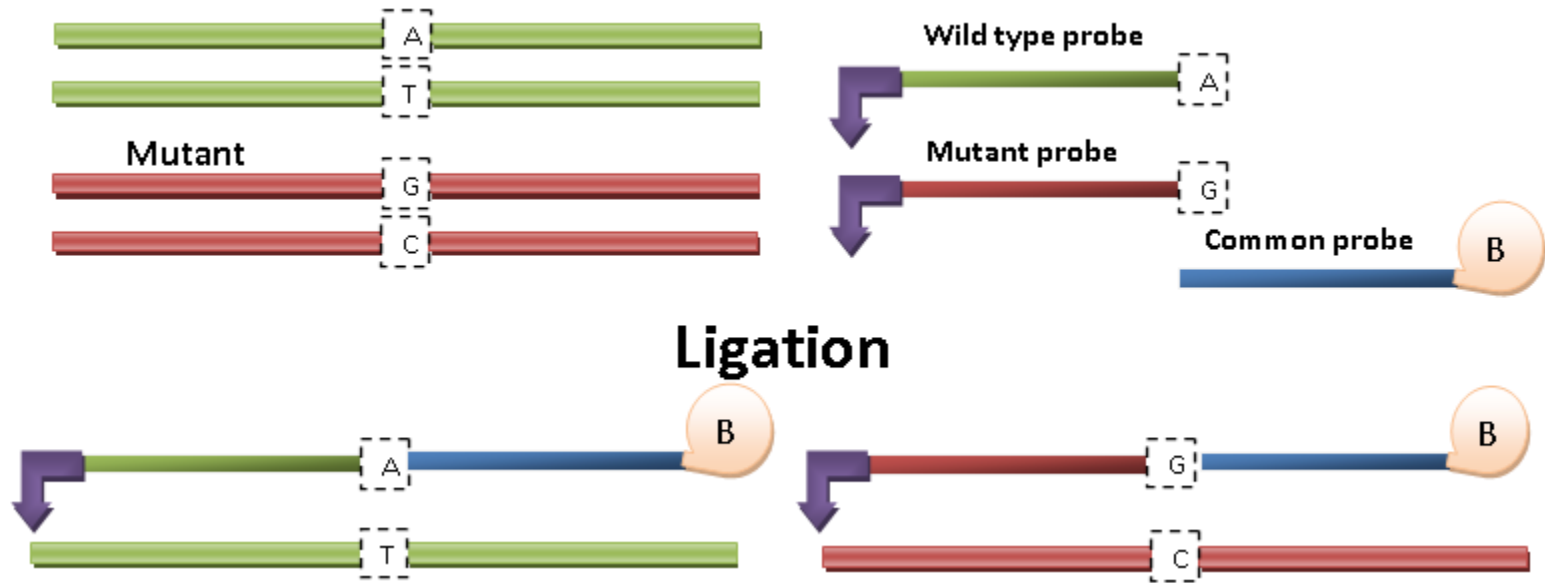 A
T
Mutant
G
C
Wild type probe
A
Mutant probe
G
Common probe
B
Ligation
A
B
T
G
B
C